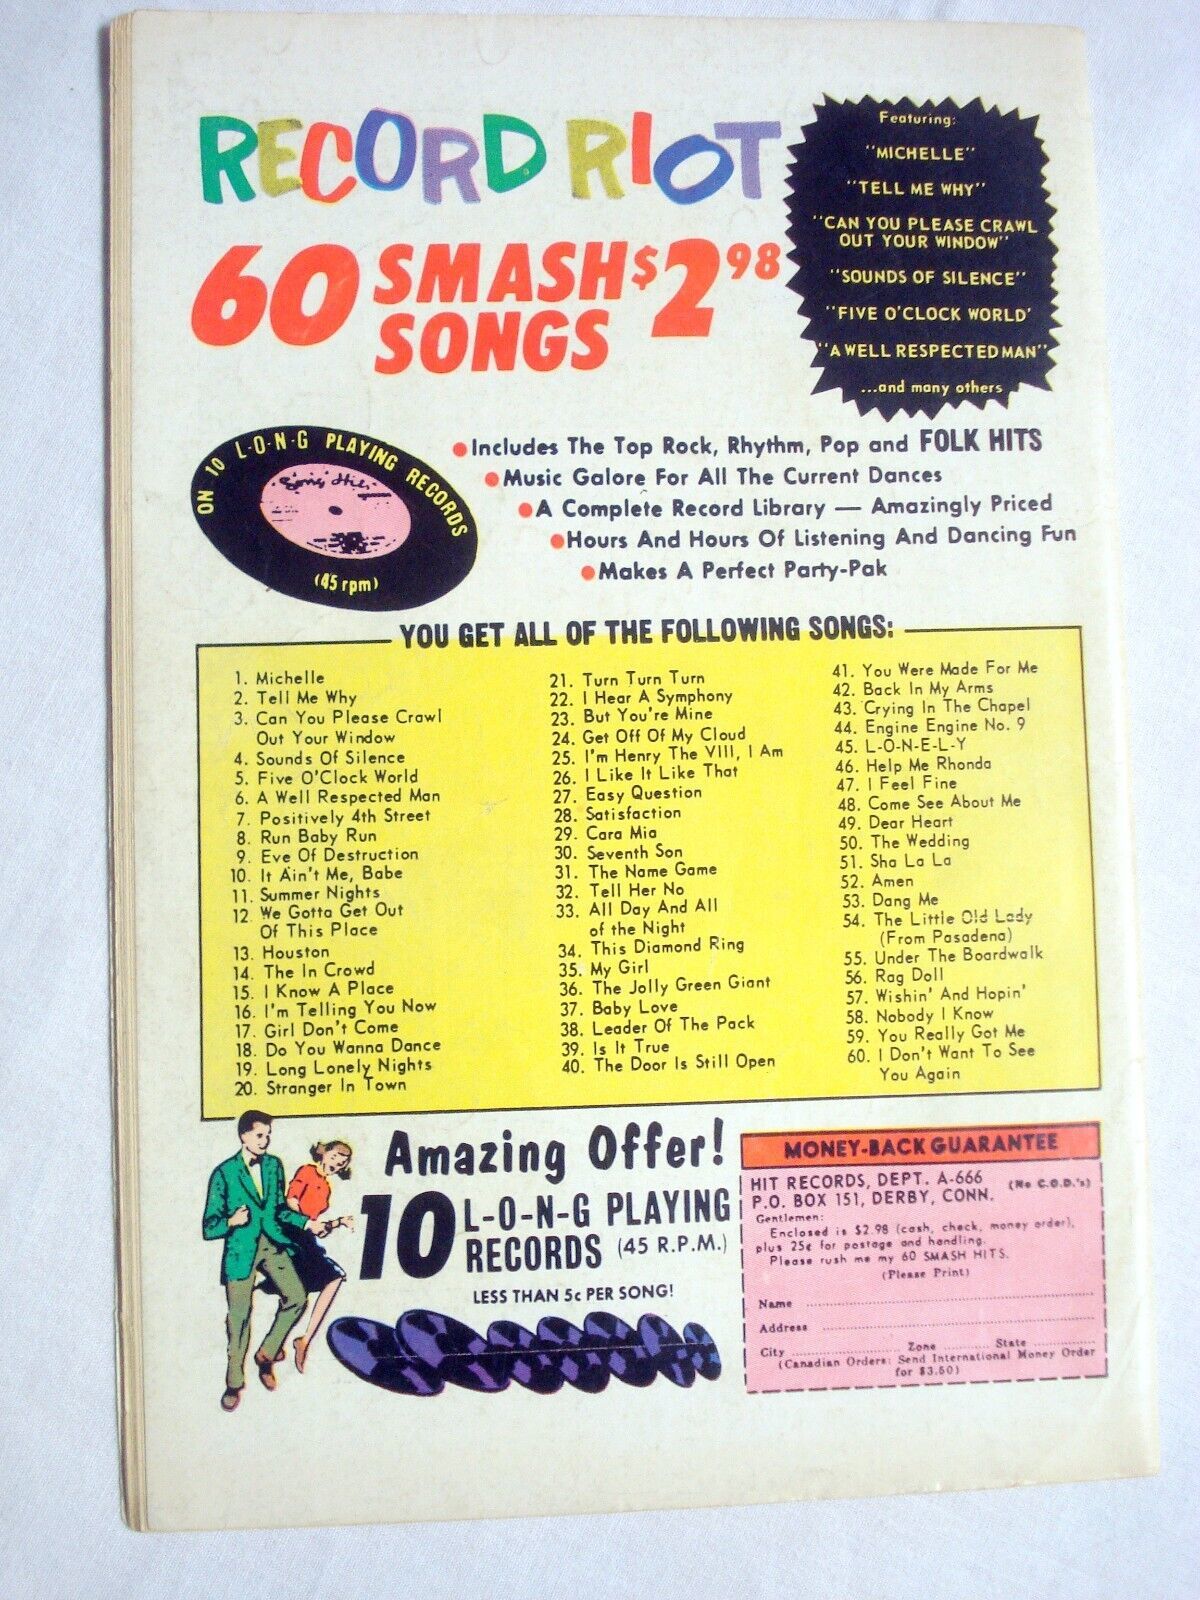 RECORD RIOT
60 SMASH SONGS $2.98
Featuring:
"MICHELLE"
"TELL ME WHY"
"CAN YOU PLEASE CRAWL
OUT YOUR WINDOW"
"SOUNDS OF SILENCE"
"FIVE O'CLOCK WORLD'
"A WELL RESPECTED MAN"
...and many others
ON 10 L-O-N-G PLAYING RECORDS
Song Hits
(45 rpm)
•Includes The Top Rock, Rhythm, Pop and FOLK HITS
•Music Galore For All The Current Dances
•A Complete Record Library — Amazingly Priced
•Hours And Hours Of Listening And Dancing Fun
•Makes A Perfect Party-Pak
YOU GET ALL OF THE FOLLOWING SONGS:
1. Michelle
2. Tell Me Why
3. Can You Please Crawl
Out Your Window
4. Sounds Of Silence
5. Five O'Clock World
6. A Well Respected Man
7. Positively 4th Street
8. Run Baby Run
9. Eve Of Destruction
10. It Ain't Me, Babe
11. Summer Nights
12 We Gotta Get Out
Of This Place
13. Houston
14. The In Crowd
15. I Know A Place
16. I'm Telling You Now
17. Girl Don't Come
18. Do You Wanna Dance
19. Long Lonely Nights
20. Stranger In Town
21. Turn Turn Turn
22. I Hear A Symphony
23. But You're Mine
24. Get Off Of My Cloud
25. I'm Henry The VIII, I Am
26. I Like It Like That
27. Easy Question
28. Satisfaction
29. Cara Mia
30. Seventh Son
31. The Name Game
32. Tell Her No
33. All Day And All
of the Night
34. This Diamond Ring
35. My Girl
36. The Jolly Green Giant
37. Baby Love
38. Leader Of The Pack
39. Is It True
40. The Door Is Still Open
41. You Were Made For Me
42. Back In My Arms
43. Crying In The Chapel
44. Engine Engine No. 9
45. L-O-N-E-L-Y
46. Help Me Rhonda
47. I Feel Fine
48. Come See About Me
49. Dear Heart
50. The Wedding
51. Sha La La
52. Amen
53. Dang Me
54. The Little Old Lady
(From Pasadena)
55. Under The Boardwalk
56. Rag Doll
57. Wishin' And Hopin'
58. Nobody I Know
59. You Really Got Me
60. I Don't Want To See
You Again
Amazing Offer!
10 L-O-N-G PLAYING
RECORDS (45 R.P.M.)
LESS THAN 5¢ PER SONG!
MONEY-BACK GUARANTEE
HIT RECORDS, DEPT. A-666 (No C.O.D.'s)
P.O. BOX 151, DERBY, CONN.
Gentlemen:
Enclosed is $2.98 (cash, check, money order),
plus 25¢ for postage and handling.
Please rush me my 60 SMASH HITS.
(Please Print)
Name
Address
City Zone State
(Canadian Orders: Send International Money Order
for $3.50)